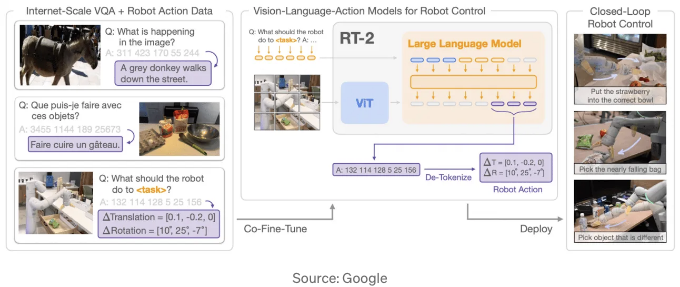 Internet-Scale VQA + Robot Action Data
Q: What is happening
in the image?
A: 311 423 170 55 244
A grey donkey walks
down the street.
Q: Que puis-je faire avec
ces objets?
A: 3455 1144 189 25673
Faire cuire un gâteau.
Q: What should the robot
do to <task>?
A: 132 114 128 5 25 156
ΔTranslation = [0.1, -0.2, 0]
ΔRotation = [10°, 25°, -7°]
Co-Fine-Tune
Vision-Language-Action Models for Robot Control
Q: What should the robot
do to <task>? A: ...
RT-2
Large Language Model
ViT
A: 132 114 128 5 25 156
De-Tokenize
ΔT = [0.1, -0.2, 0]
ΔR = [10°, 25°, -7°]
Robot Action
Deploy
Closed-Loop
Robot Control
Put the strawberry
into the correct bowl
Pick the nearly falling bag
Pick object that is different
Source: Google